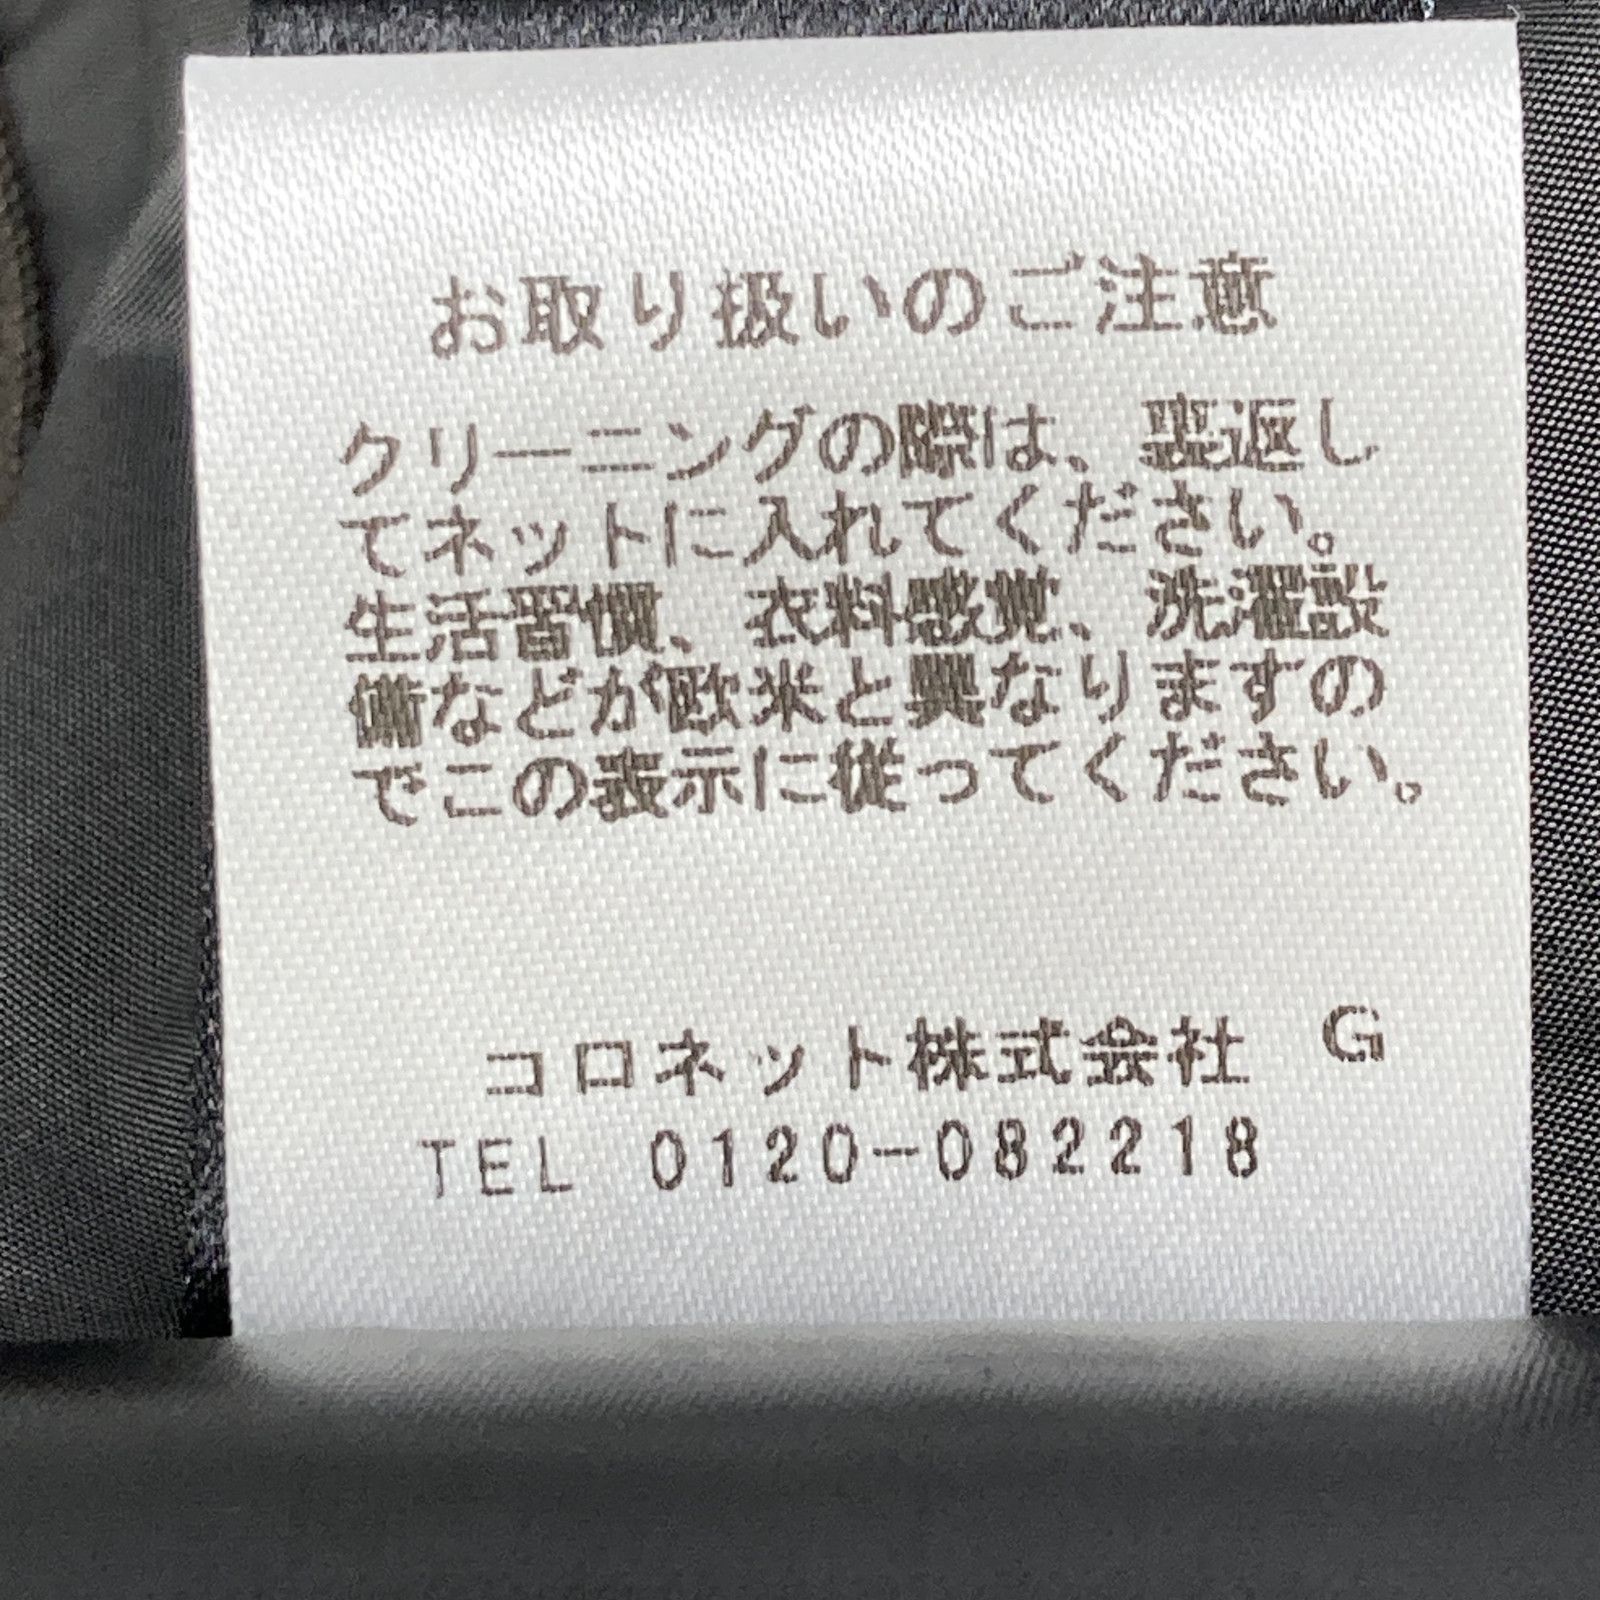 お取り扱いのご注意
クリーニングの際は、裏返し
てネットに入れてください。
生活習慣、衣料感覚、洗濯設
備などが欧米と異なりますの
でこの表示に従ってください。
コロネット株式会社 G
TEL 0120-082218